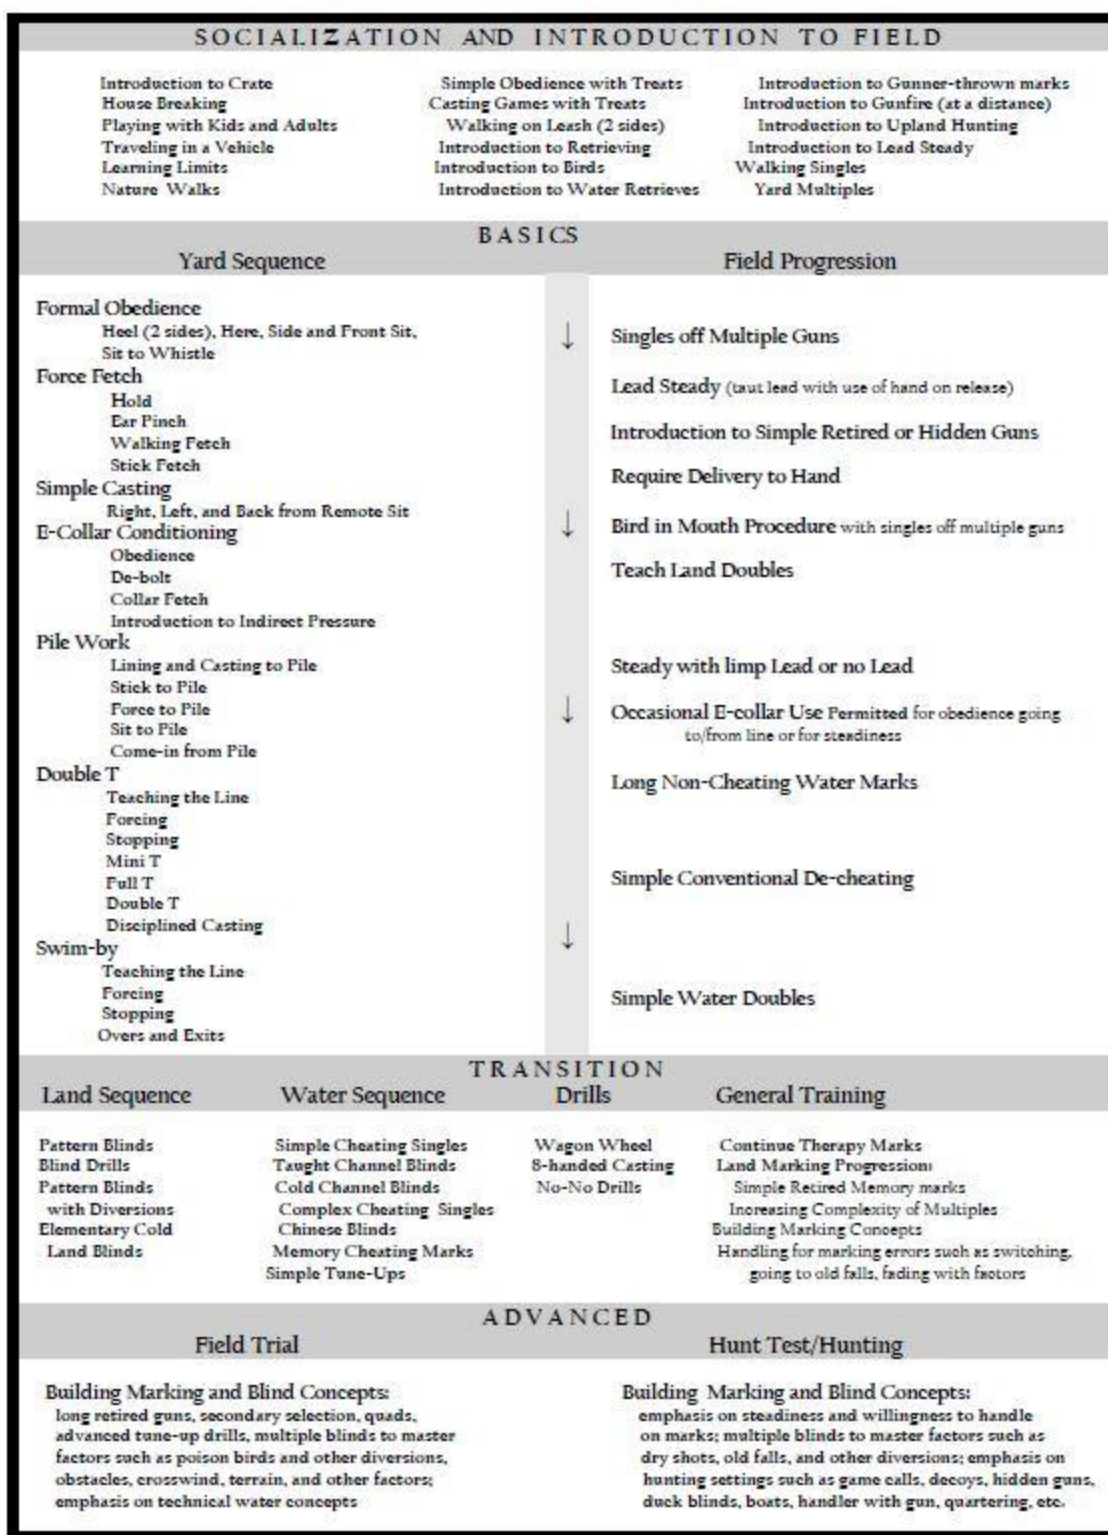 SOCIALIZATION AND INTRODUCTION TO FIELD
Introduction to Crate
House Breaking
Playing with Kids and Adults
Traveling in a Vehicle
Learning Limits
Nature Walks
Simple Obedience with Treats
Casting Games with Treats
Walking on Leash (2 sides)
Introduction to Retrieving
Introduction to Birds
Introduction to Water Retrieves
Introduction to Gunner-thrown marks
Introduction to Gunfire (at a distance)
Introduction to Upland Hunting
Introduction to Lead Steady
Walking Singles
Yard Multiples
BASICS
Yard Sequence
Formal Obedience
Heel (2 sides), Here, Side and Front Sit,
Sit to Whistle
Force Fetch
Hold
Ear Pinch
Walking Fetch
Stick Fetch
Simple Casting
Right, Left, and Back from Remote Sit
E-Collar Conditioning
Obedience
De-bolt
Collar Fetch
Introduction to Indirect Pressure
Pile Work
Lining and Casting to Pile
Stick to Pile
Force to Pile
Sit to Pile
Come-in from Pile
Double T
Teaching the Line
Forcing
Stopping
Mini T
Full T
Double T
Disciplined Casting
Swim-by
Teaching the Line
Forcing
Stopping
Overs and Exits
↓
↓
↓
↓
Field Progression
Singles off Multiple Guns
Lead Steady (taut lead with use of hand on release)
Introduction to Simple Retired or Hidden Guns
Require Delivery to Hand
Bird in Mouth Procedure with singles off multiple guns
Teach Land Doubles
Steady with limp Lead or no Lead
Occasional E-collar Use Permitted for obedience going
to/from line or for steadiness
Long Non-Cheating Water Marks
Simple Conventional De-cheating
Simple Water Doubles
TRANSITION
Land Sequence
Pattern Blinds
Blind Drills
Pattern Blinds
with Diversions
Elementary Cold
Land Blinds
Water Sequence
Simple Cheating Singles
Taught Channel Blinds
Cold Channel Blinds
Complex Cheating Singles
Chinese Blinds
Memory Cheating Marks
Simple Tune-Ups
Drills
Wagon Wheel
8-handed Casting
No-No Drills
General Training
Continue Therapy Marks
Land Marking Progression:
Simple Retired Memory marks
Increasing Complexity of Multiples
Building Marking Concepts
Handling for marking errors such as switching,
going to old falls, fading with factors
ADVANCED
Field Trial
Building Marking and Blind Concepts:
long retired guns, secondary selection, quads,
advanced tune-up drills, multiple blinds to master
factors such as poison birds and other diversions,
obstacles, crosswind, terrain, and other factors;
emphasis on technical water concepts
Hunt Test/Hunting
Building Marking and Blind Concepts:
emphasis on steadiness and willingness to handle
on marks; multiple blinds to master factors such as
dry shots, old falls, and other diversions; emphasis on
hunting settings such as game calls, decoys, hidden guns,
duck blinds, boats, handler with gun, quartering, etc.